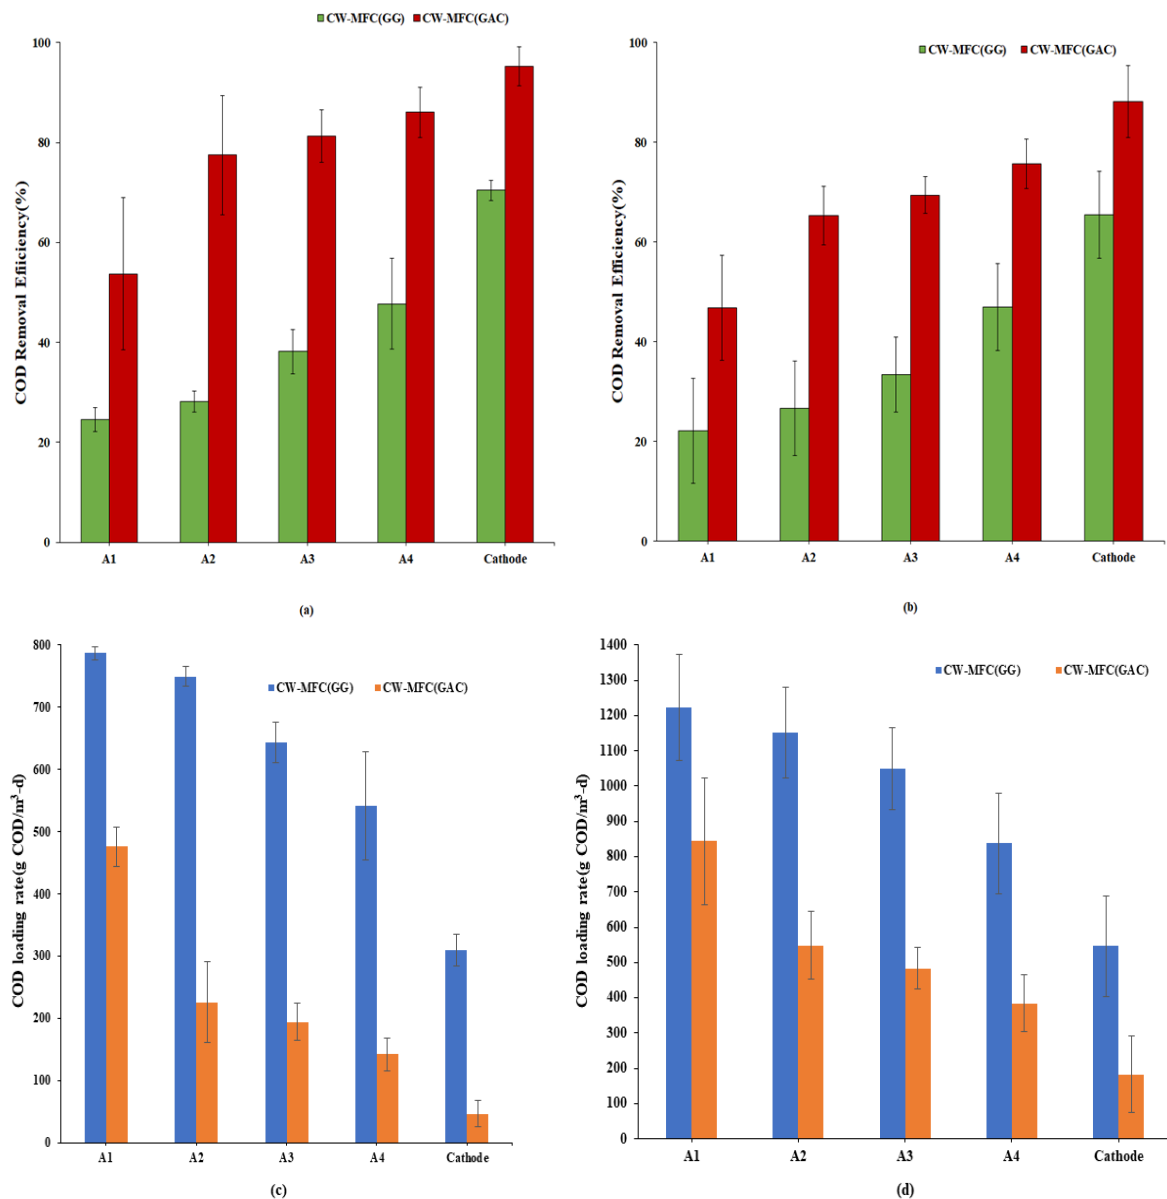 CW-MFC(GG) CW-MFC(GAC)
COD Removal Efiiciency(%)
100
80
60
40
20
0
A1 A2 A3 A4 Cathode
(a)
CW-MFC(GG) CW-MFC(GAC)
COD Removal Efficiency(%)
100
80
60
40
20
0
A1 A2 A3 A4 Cathode
(b)
CW-MFC(GG) CW-MFC(GAC)
COD loading rate(g COD/m³-d)
800
700
600
500
400
300
200
100
0
A1 A2 A3 A4 Cathode
(c)
CW-MFC(GG) CW-MFC(GAC)
COD loading rate(g COD/m³-d)
1400
1300
1200
1100
1000
900
800
700
600
500
400
300
200
100
0
A1 A2 A3 A4 Cathode
(d)